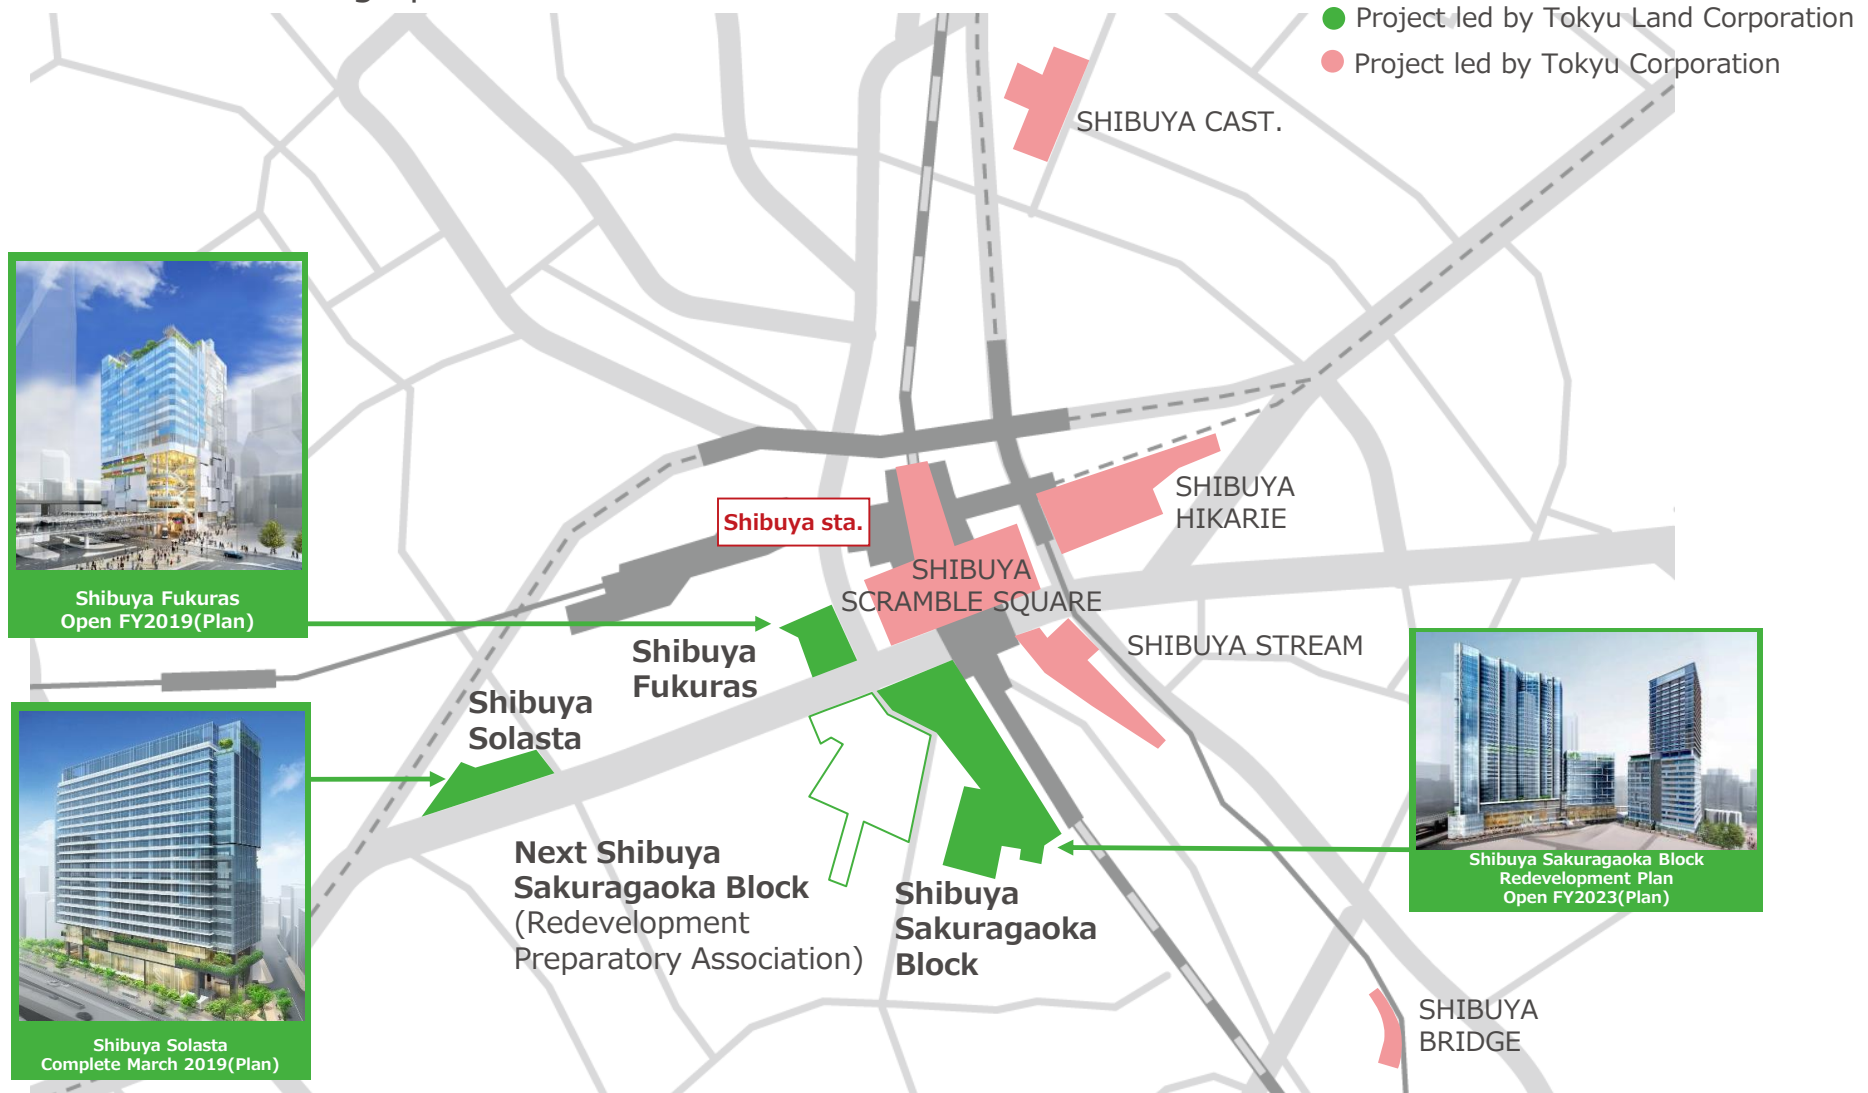 Project led by Tokyu Land Corporation
Project led by Tokyu Corporation
SHIBUYA CAST.
SHIBUYA
HIKARIE
Shibuya sta.
SHIBUYA
SCRAMBLE SQUARE
Shibuya Fukuras
Open FY2019(Plan)
SHIBUYA STREAM
Shibuya
Fukuras
Shibuya
Solasta
Next Shibuya
Sakuragaoka Block
(Redevelopment
Preparatory Association)
Shibuya
Sakuragaoka
Block
Shibuya Sakuragaoka Block
Redevelopment Plan
Open FY2023(Plan)
SHIBUYA
BRIDGE
Shibuya Solasta
Complete March 2019(Plan)